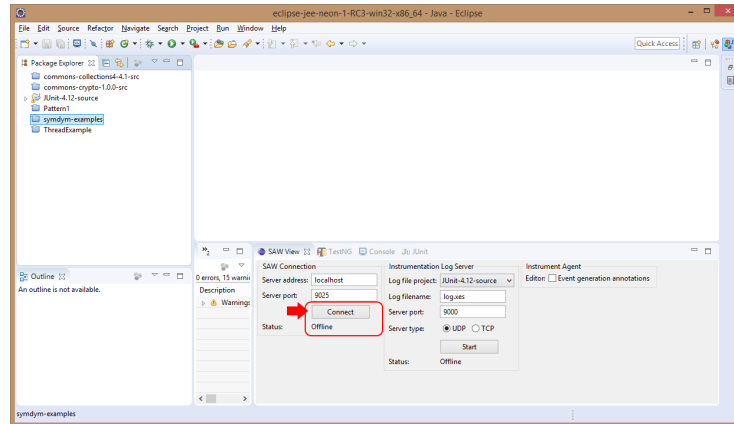 eclipse-jee-neon-1-RC3-win32-x86_64 - Java - Eclipse
File Edit Source Refactor Navigate Search Project Run Window Help
Quick Access
Package Explorer
commons-collections4-4.1-src
commons-crypto-1.0.0-src
JUnit-4.12-source
Pattern1
symdym-examples
ThreadExample
Outline
An outline is not available.
0 errors, 15 warni
Description
Warnings
SAW View TestNG Console JUnit
SAW Connection
Server address: localhost
Server port: 9025
Connect
Status: Offline
Instrumentation Log Server
Log file project: JUnit-4.12-source
Log filename: log.xes
Server port: 9000
Server type: UDP TCP
Start
Status: Offline
Instrument Agent
Editor: Event generation annotations
symdym-examples